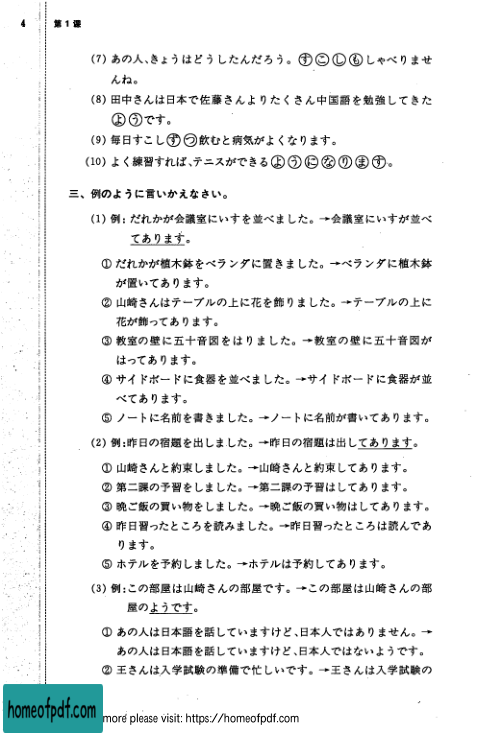 4 第1课
(7) あの人、きょうはどうしたんだろう。すこしもしゃべりませ
んね。
(8) 田中さんは日本で佐藤さんよりたくさん中国語を勉強してきた
ようです。
(9) 毎日すこしずつ飲むと病気がよくなります。
(10) よく練習すれば、テニスができるようになります。
三、例のように言いかえなさい。
(1) 例: だれかが会議室にいすを並べました。→会議室にいすが並べ
てあります。
① だれかが植木鉢をベランダに置きました。→ベランダに植木鉢
が置いてあります。
② 山崎さんはテーブルの上に花を飾りました。→テーブルの上に
花が飾ってあります。
③ 教室の壁に五十音図をはりました。→教室の壁に五十音図が
はってあります。
④ サイドボードに食器を並べました。→サイドボードに食器が並
べてあります。
⑤ ノートに名前を書きました。→ノートに名前が書いてあります。
(2) 例:昨日の宿題を出しました。→昨日の宿題は出してあります。
① 山崎さんと約束しました。→山崎さんと約束してあります。
② 第二課の予習をしました。→第二課の予習はしてあります。
③ 晩ご飯の買い物をしました。→晩ご飯の買い物はしてあります。
④ 昨日習ったところを読みました。→昨日習ったところは読んであ
ります。
⑤ ホテルを予約しました。→ホテルは予約してあります。
(3) 例:この部屋は山崎さんの部屋です。→この部屋は山崎さんの部
屋のようです。
① あの人は日本語を話していますけど、日本人ではありません。→
あの人は日本語を話していますけど、日本人ではないようです。
② 王さんは入学試験の準備で忙しいです。→王さんは入学試験の
homeofpdf.com more please visit: https://homeofpdf.com